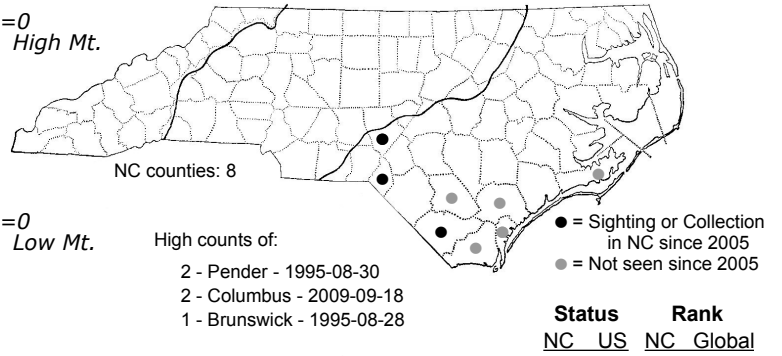 =0
High Mt.
NC counties: 8
=0
Low Mt.
High counts of:
2 - Pender - 1995-08-30
2 - Columbus - 2009-09-18
1 - Brunswick - 1995-08-28
= Sighting or Collection
in NC since 2005
= Not seen since 2005
Status Rank
NC US NC Global